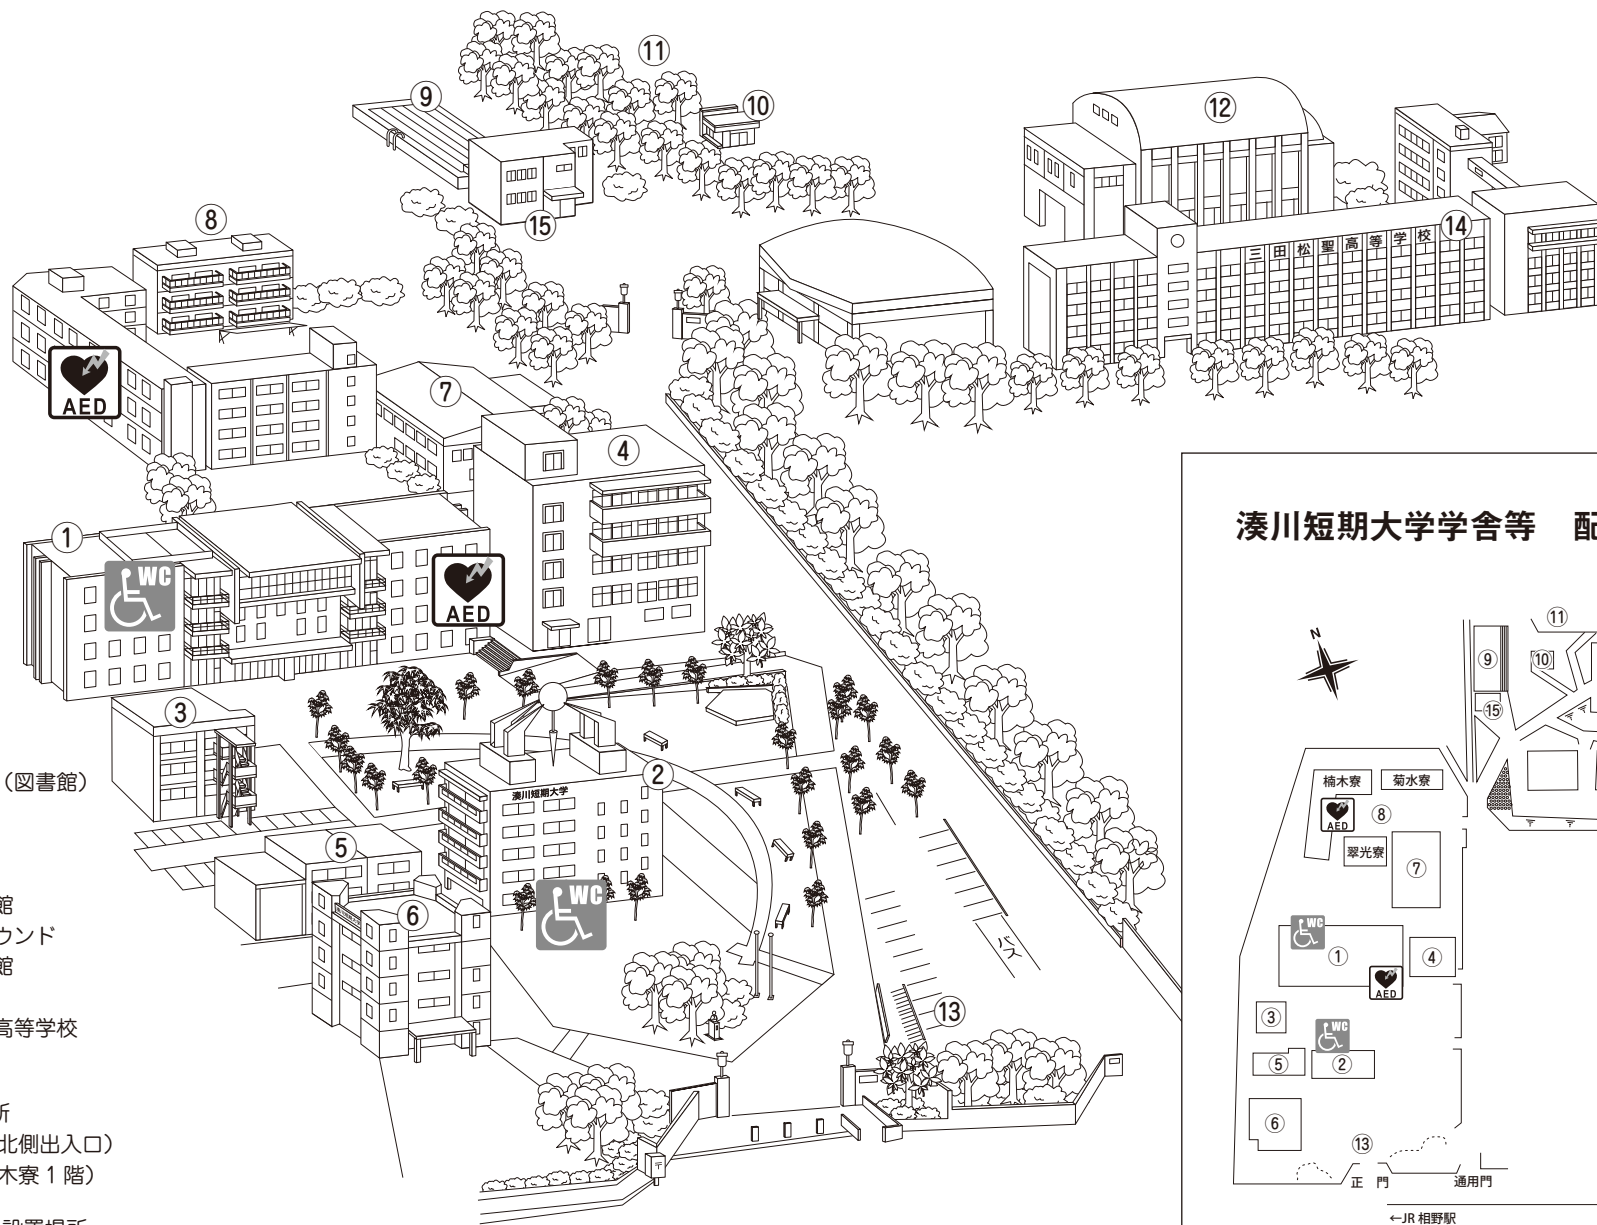 ⑪
⑨
⑩
⑫
⑮
⑧
⑭
三田松聖高等学校
AED
⑦
④
①
WC
AED
③
(図書館)
②
湊川短期大学
⑤
⑥
WC
バス
⑬
館
ウンド
館
高等学校
所
北側出入口)
木寮1階)
設置場所
〒
湊川短期大学学舎等 配
N
⑪
⑨
⑩
⑮
楠木寮
菊水寮
AED
⑧
翠光寮
⑦
WC
①
④
AED
③
WC
⑤
②
⑥
⑬
正 門
通用門
←JR 相野駅